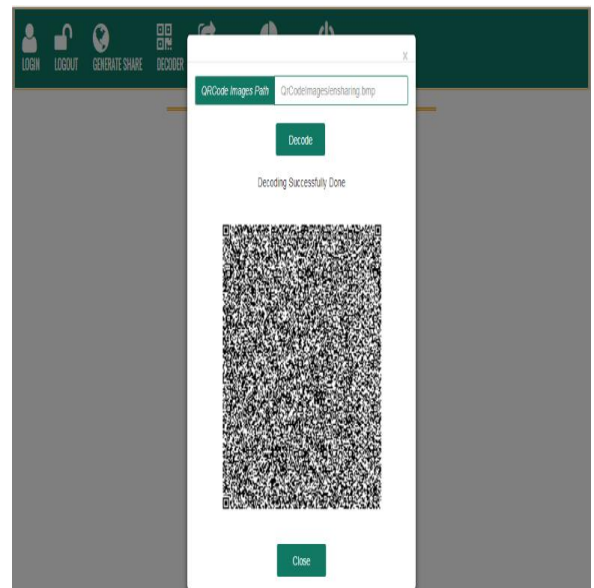 LOGIN LOGOUT GENERATE SHARE DECODER
x
QRCode Images Path QrCodeImages/ensharing.bmp
Decode
Decoding Successfully Done
Close